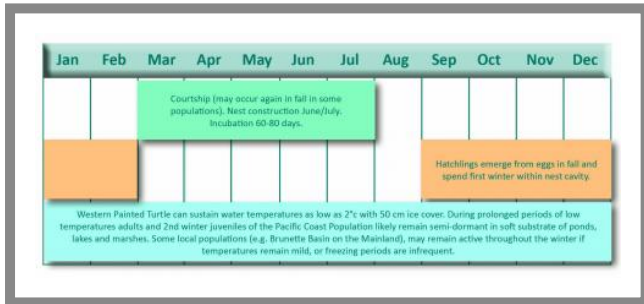 Jan Feb Mar Apr May Jun Jul Aug Sep Oct Nov Dec
Courtship (may occur again in fall in some
populations). Nest construction June/July.
Incubation 60-80 days.
Hatchlings emerge from eggs in fall and
spend first winter within nest cavity.
Western Painted Turtle can sustain water temperatures as low as 2°c with 50 cm ice cover. During prolonged periods of low
temperatures adults and 2nd winter juveniles of the Pacific Coast Population likely remain semi-dormant in soft substrate of ponds,
lakes and marshes. Some local populations (e.g. Brunette Basin on the Mainland), may remain active throughout the winter if
temperatures remain mild, or freezing periods are infrequent.